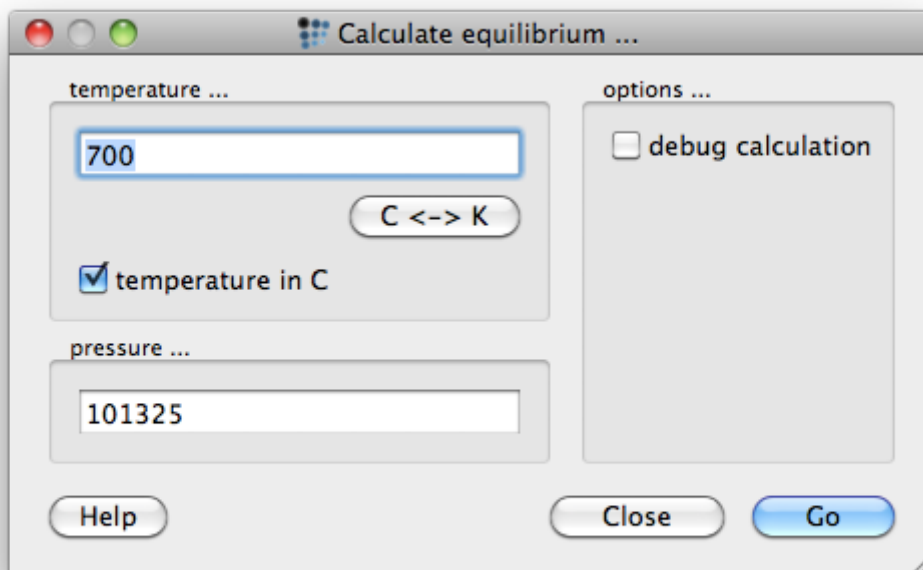 Calculate equilibrium ...
temperature ...
700
C <-> K
temperature in C
pressure ...
101325
options ...
debug calculation
Help
Close
Go